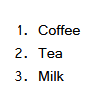 1. Coffee
2. Tea
3. Milk